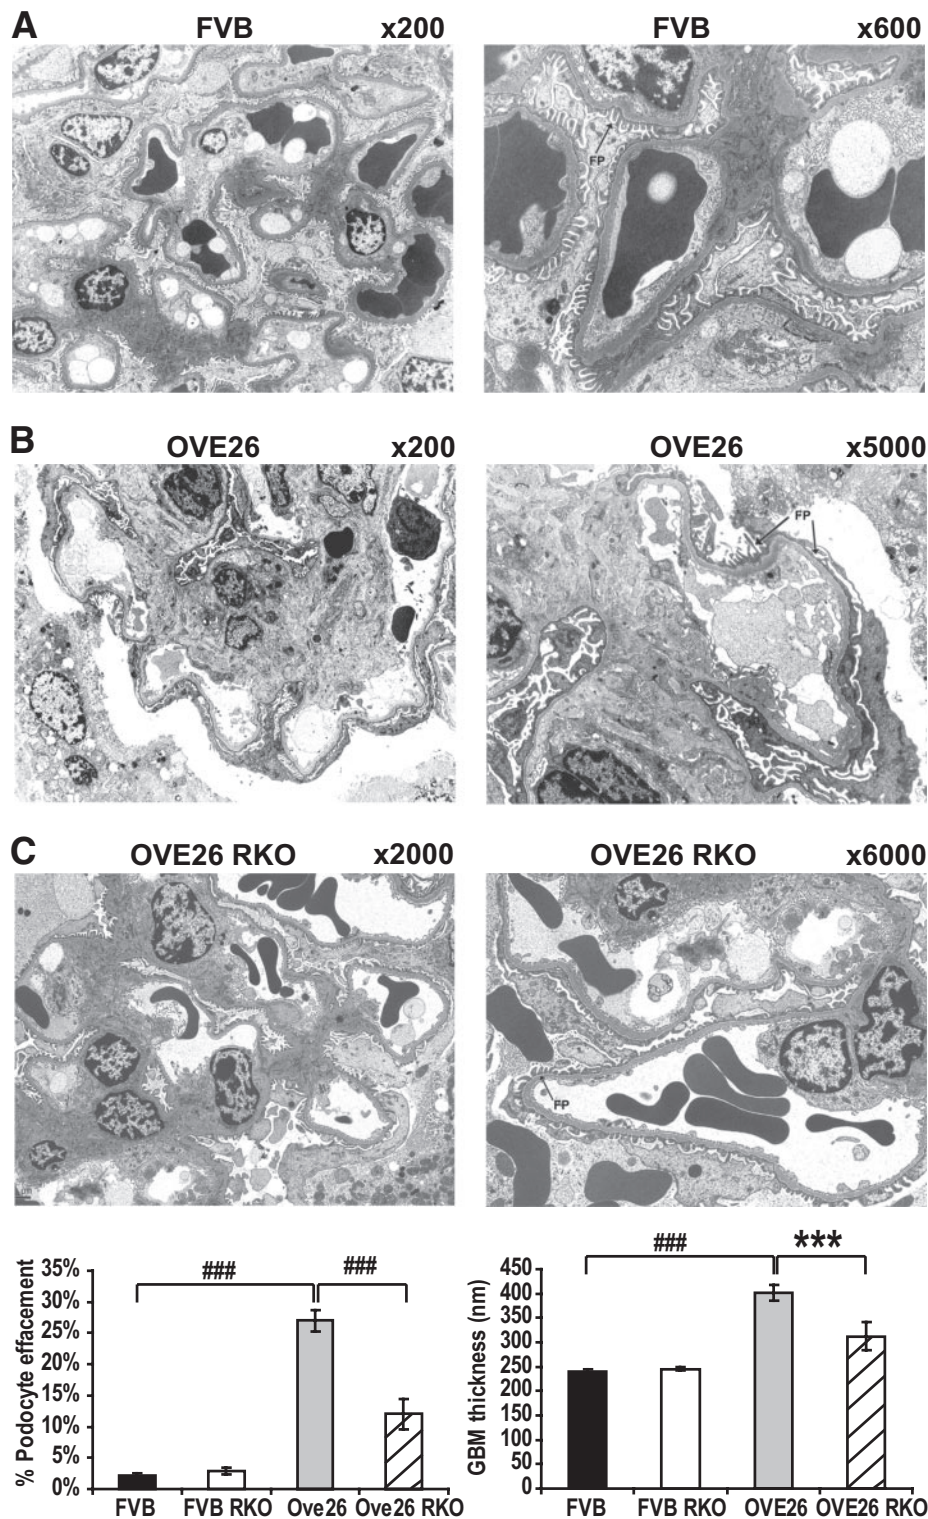 A FVB x200 FVB x600
FP
B OVE26 x200 OVE26 x5000
FP
C OVE26 RKO x2000 OVE26 RKO x6000
FP
% Podocyte effacement
35%
30%
25%
20%
15%
10%
5%
0%
### ###
FVB FVB RKO Ove26 Ove26 RKO
GBM thickness (nm)
450
400
350
300
250
200
150
100
50
0
### ***
FVB FVB RKO OVE26 OVE26 RKO